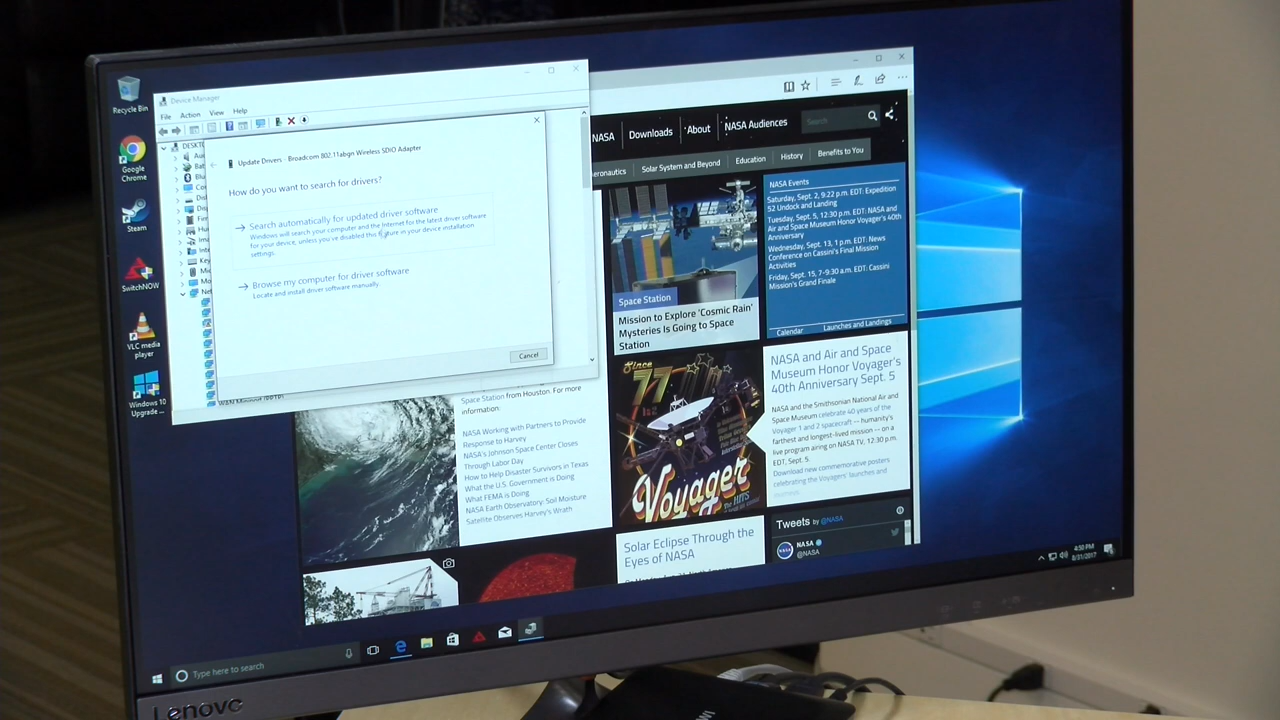 Recycle Bin
Google
Chrome
Steam
SwitchNOW
VLC media
player
Windows 10
Upgrade ...
Device Manager
File Action View Help
DESKT
Update Drivers - Broadcom 802.11abgn Wireless SDIO Adapter
How do you want to search for drivers?
Search automatically for updated driver software
Windows will search your computer and the Internet for the latest driver software
for your device, unless you've disabled this feature in your device installation
settings.
Browse my computer for driver software
Locate and install driver software manually.
Cancel
NASA Downloads About NASA Audiences
Search
eronautics Solar System and Beyond Education History Benefits to You
Space Station
Mission to Explore 'Cosmic Rain'
Mysteries Is Going to Space
Station
NASA Events
Saturday, Sept. 2, 9:22 p.m. EDT: Expedition
52 Undock and Landing
Tuesday, Sept. 5, 12:30 p.m. EDT: NASA and
Air and Space Museum Honor Voyager's 40th
Anniversary
Wednesday, Sept. 13, 1 p.m. EDT: News
Conference on Cassini's Final Mission
Activities
Friday, Sept. 15, 7-9:30 a.m. EDT: Cassini
Mission's Grand Finale
Calendar Launches and Landings
Space Station from Houston. For more
information:
NASA Working with Partners to Provide
Response to Harvey
NASA's Johnson Space Center Closes
Through Labor Day
How to Help Disaster Survivors in Texas
What the U.S. Government is Doing
What FEMA is Doing
NASA Earth Observatory: Soil Moisture
Satellite Observes Harvey's Wrath
Since
77
Voyager
The HITS
NASA and Air and Space
Museum Honor Voyager's
40th Anniversary Sept. 5
NASA and the Smithsonian National Air and
Space Museum celebrate 40 years of the
Voyager 1 and 2 spacecraft -- humanity's
farthest and longest-lived mission -- on a
live program airing on NASA TV, 12:30 p.m.
EDT, Sept. 5.
Download new commemorative posters
celebrating the Voyagers' launches and
Solar Eclipse Through the
Eyes of NASA
Tweets by @NASA
NASA
@NASA
Type here to search
4:50 PM
8/31/2017
Lenovo